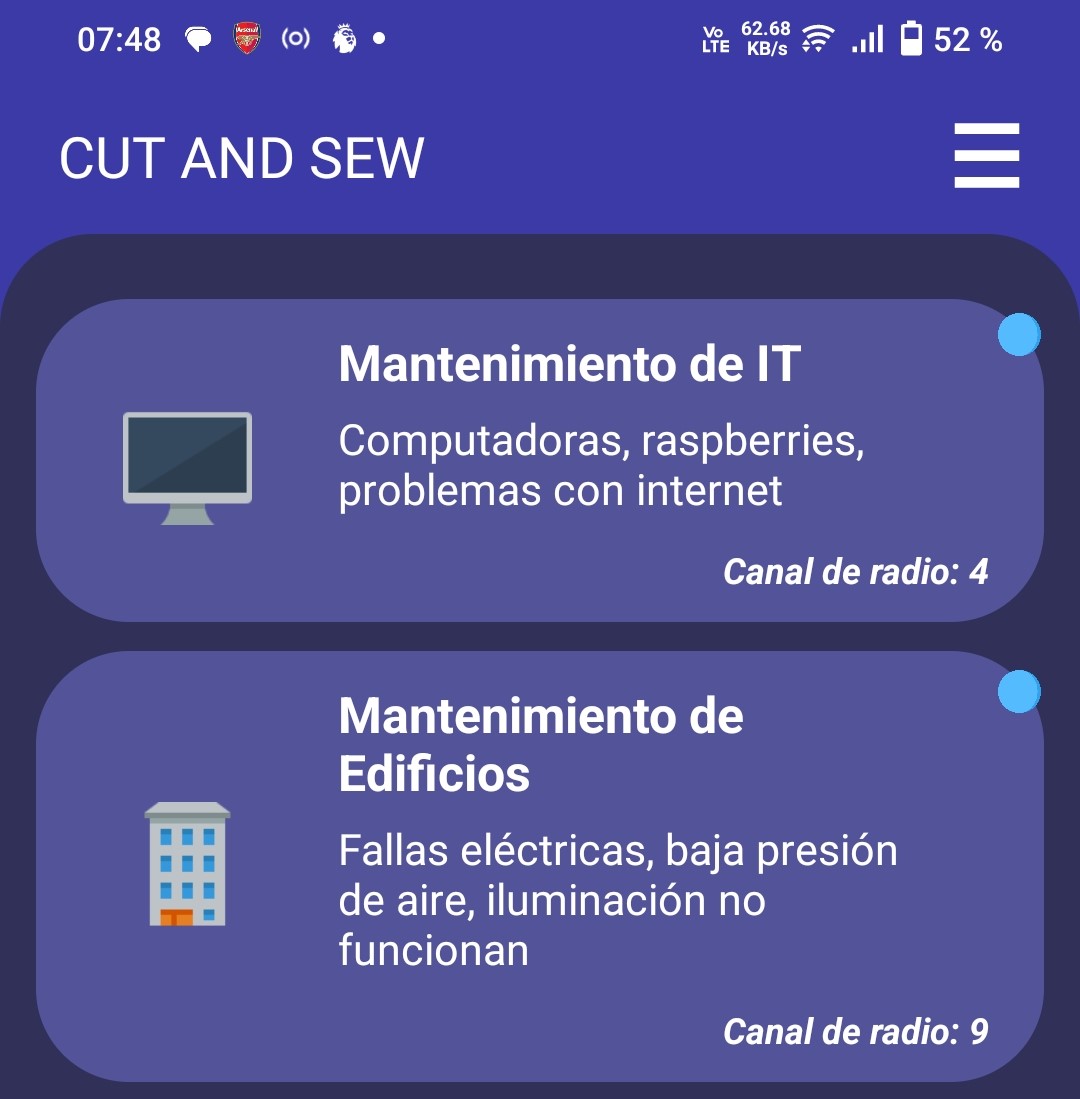 07:48
Vo LTE 62.68 KB/s 52 %
CUT AND SEW
Mantenimiento de IT
Computadoras, raspberries,
problemas con internet
Canal de radio: 4
Mantenimiento de
Edificios
Fallas eléctricas, baja presión
de aire, iluminación no
funcionan
Canal de radio: 9